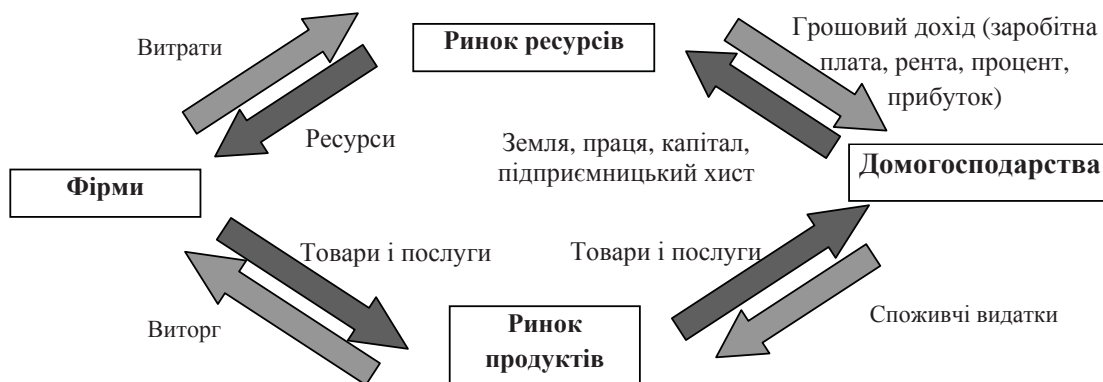 Витрати
Ринок ресурсів
Грошовий дохід (заробітна
плата, рента, процент,
прибуток)
Ресурси
Земля, праця, капітал,
підприємницький хист
Фірми
Домогосподарства
Товари і послуги
Товари і послуги
Виторг
Ринок
продуктів
Споживчі видатки